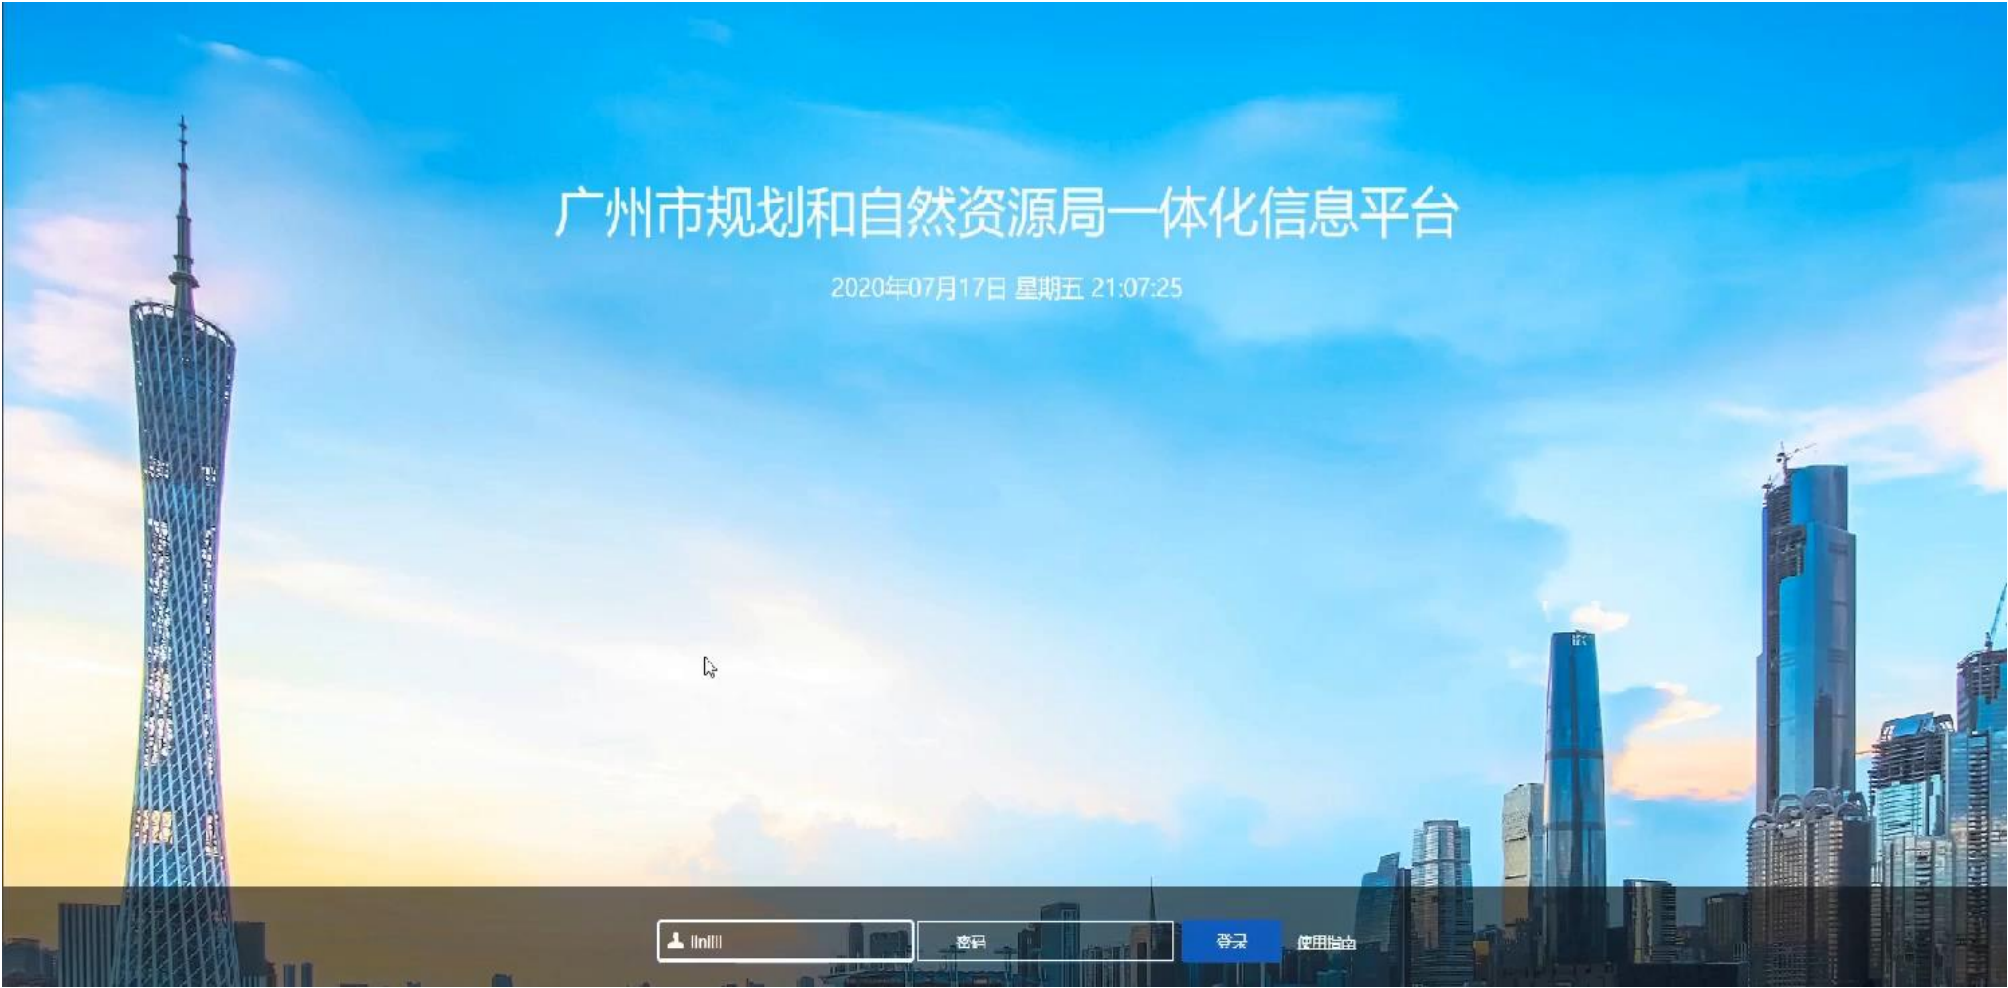 广州市规划和自然资源局一体化信息平台
2020年07月17日 星期五 21:07:25
密码 登录 使用指南